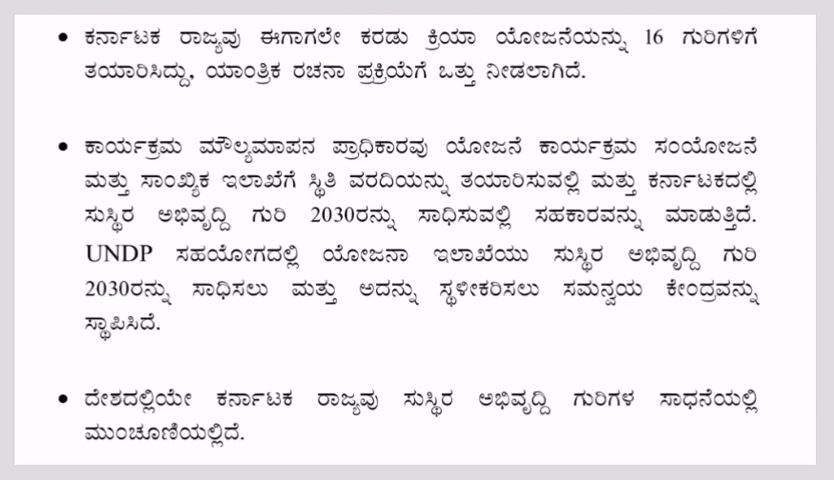 • ಕರ್ನಾಟಕ ರಾಜ್ಯವು ಈಗಾಗಲೇ ಕರಡು ಕ್ರಿಯಾ ಯೋಜನೆಯನ್ನು 16 ಗುರಿಗಳಿಗೆ
ತಯಾರಿಸಿದ್ದು, ಯಾಂತ್ರಿಕ ರಚನಾ ಪ್ರಕ್ರಿಯೆಗೆ ಒತ್ತು ನೀಡಲಾಗಿದೆ.
• ಕಾರ್ಯಕ್ರಮ ಮೌಲ್ಯಮಾಪನ ಪ್ರಾಧಿಕಾರವು ಯೋಜನೆ ಕಾರ್ಯಕ್ರಮ ಸಂಯೋಜನೆ
ಮತ್ತು ಸಾಂಖ್ಯಿಕ ಇಲಾಖೆಗೆ ಸ್ಥಿತಿ ವರದಿಯನ್ನು ತಯಾರಿಸುವಲ್ಲಿ ಮತ್ತು ಕರ್ನಾಟಕದಲ್ಲಿ
ಸುಸ್ಥಿರ ಅಭಿವೃದ್ದಿ ಗುರಿ 2030ರನ್ನು ಸಾಧಿಸುವಲ್ಲಿ ಸಹಕಾರವನ್ನು ಮಾಡುತ್ತಿದೆ.
UNDP ಸಹಯೋಗದಲ್ಲಿ ಯೋಜನಾ ಇಲಾಖೆಯು ಸುಸ್ಥಿರ ಅಭಿವೃದ್ದಿ ಗುರಿ
2030ರನ್ನು ಸಾಧಿಸಲು ಮತ್ತು ಅದನ್ನು ಸ್ಥಳೀಕರಿಸಲು ಸಮನ್ವಯ ಕೇಂದ್ರವನ್ನು
ಸ್ಥಾಪಿಸಿದೆ.
• ದೇಶದಲ್ಲಿಯೇ ಕರ್ನಾಟಕ ರಾಜ್ಯವು ಸುಸ್ಥಿರ ಅಭಿವೃದ್ದಿ ಗುರಿಗಳ ಸಾಧನೆಯಲ್ಲಿ
ಮುಂಚೂಣಿಯಲ್ಲಿದೆ.